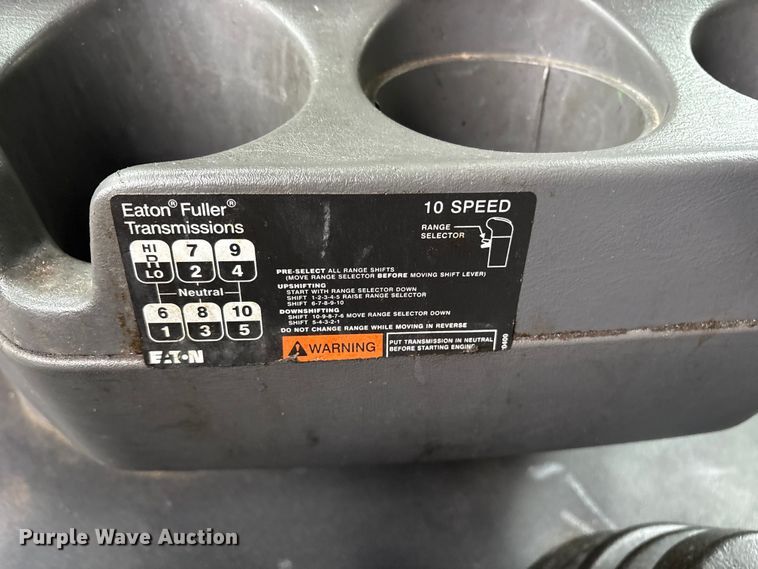 Eaton® Fuller®
Transmissions
10 SPEED
RANGE
SELECTOR
HI 7 9
R
LO 2 4
Neutral
6 8 10
1 3 5
EATON
PRE-SELECT ALL RANGE SHIFTS
(MOVE RANGE SELECTOR BEFORE MOVING SHIFT LEVER)
UPSHIFTING
START WITH RANGE SELECTOR DOWN
SHIFT 1-2-3-4-5 RAISE RANGE SELECTOR
SHIFT 6-7-8-9-10
DOWNSHIFTING
SHIFT 10-9-8-7-6 MOVE RANGE SELECTOR DOWN
SHIFT 5-4-3-2-1
DO NOT CHANGE RANGE WHILE MOVING IN REVERSE
WARNING
PUT TRANSMISSION IN NEUTRAL
BEFORE STARTING ENGINE
Purple Wave Auction